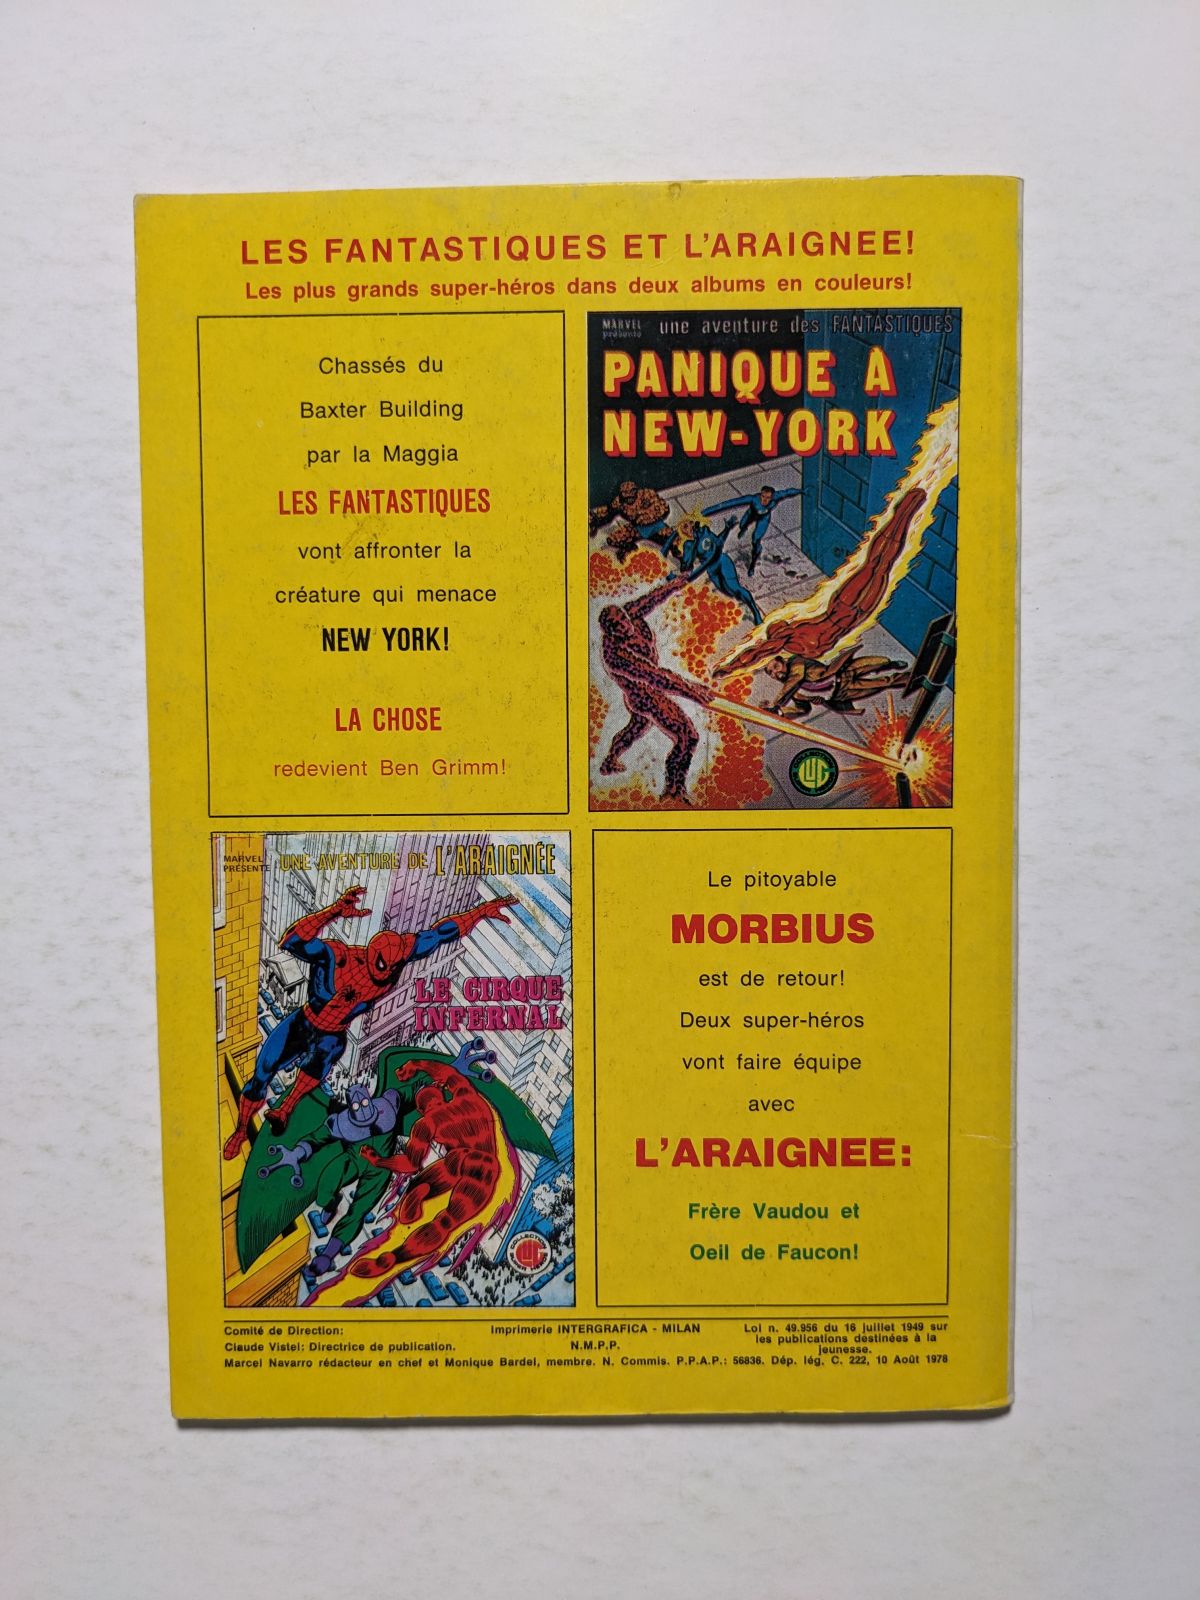 LES FANTASTIQUES ET L'ARAIGNEE!
Les plus grands super-héros dans deux albums en couleurs!
Chassés du
Baxter Building
par la Maggia
LES FANTASTIQUES
vont affronter la
créature qui menace
NEW YORK!
LA CHOSE
redevient Ben Grimm!
MARVEL
présente
une aventure des FANTASTIQUES
PANIQUE A
NEW-YORK
LUG
MARVEL
PRÉSENTE
UNE AVENTURE DE L'ARAIGNÉE
LE CIRQUE
INFERNAL
COLLECTION
LUG
Le pitoyable
MORBIUS
est de retour!
Deux super-héros
vont faire équipe
avec
L'ARAIGNEE:
Frère Vaudou et
Oeil de Faucon!
Comité de Direction:
Claude Vistel: Directrice de publication.
Imprimerie INTERGRAFICA - MILAN
N.M.P.P.
Loi n. 49.956 du 16 juillet 1949 sur
les publications destinées à la
jeunesse.
Marcel Navarro rédacteur en chef et Monique Bardel, membre. N. Commis. P.P.A.P.: 56836. Dép. lég. C. 222, 10 Août 1978